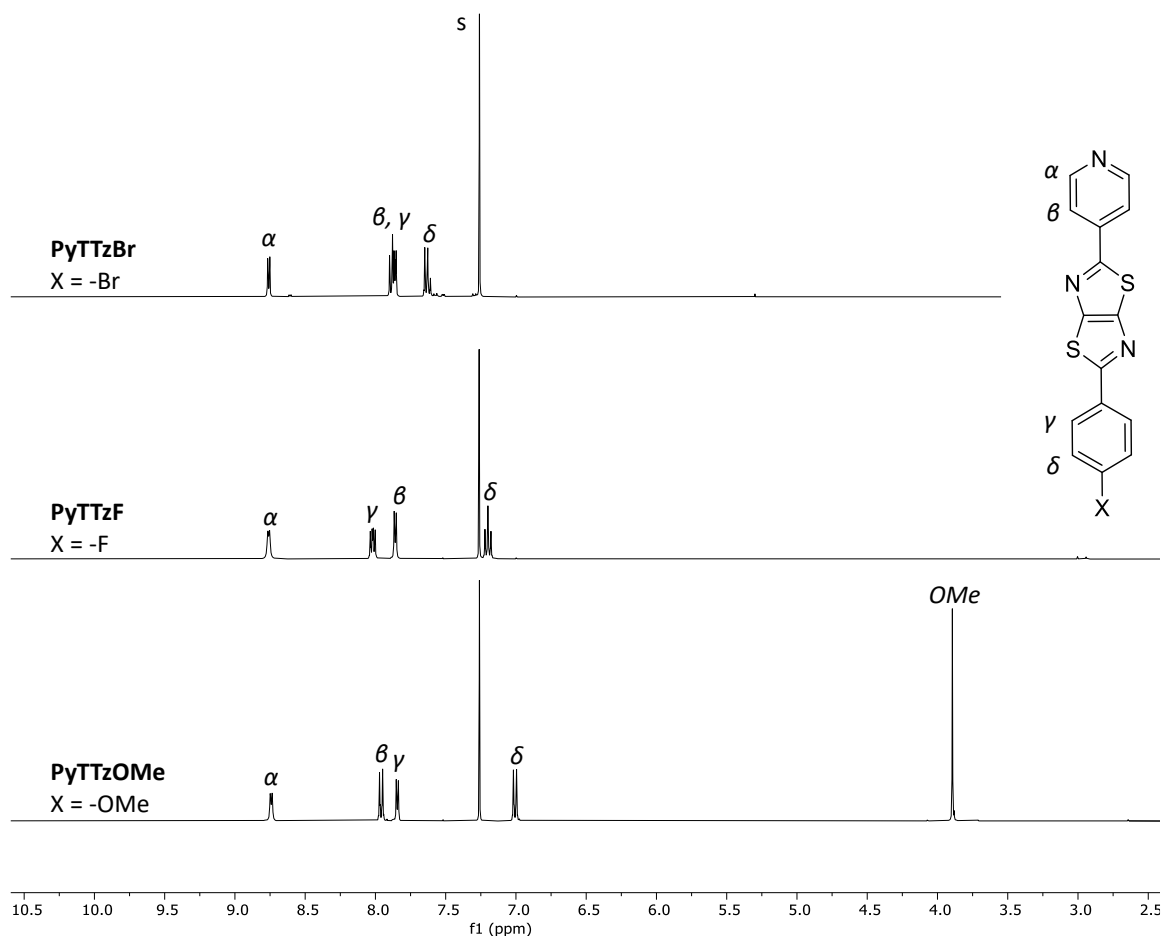 s
β, γ
δ
α
PyTTzBr
X = -Br
α
γ
β
δ
PyTTzF
X = -F
OMe
α
β
γ
δ
PyTTzOMe
X = -OMe
10.5 10.0 9.5 9.0 8.5 8.0 7.5 7.0 6.5 6.0 5.5 5.0 4.5 4.0 3.5 3.0 2.5
f1 (ppm)
N
α
β
N
S
S
N
γ
δ
X